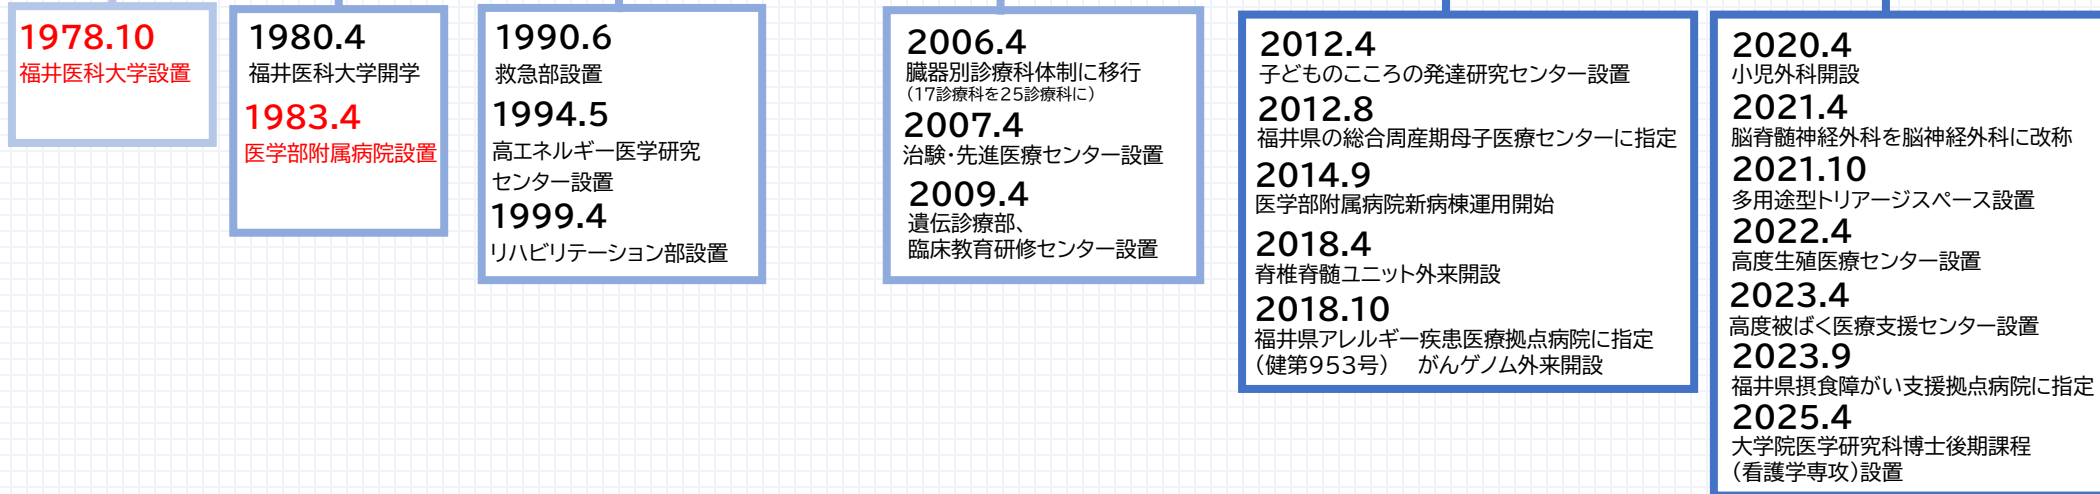 1978.10
福井医科大学設置
1980.4
福井医科大学開学
1983.4
医学部附属病院設置
1990.6
救急部設置
1994.5
高エネルギー医学研究
センター設置
1999.4
リハビリテーション部設置
2006.4
臓器別診療科体制に移行
(17診療科を25診療科に)
2007.4
治験・先進医療センター設置
2009.4
遺伝診療部、
臨床教育研修センター設置
2012.4
子どものこころの発達研究センター設置
2012.8
福井県の総合周産期母子医療センターに指定
2014.9
医学部附属病院新病棟運用開始
2018.4
脊椎脊髄ユニット外来開設
2018.10
福井県アレルギー疾患医療拠点病院に指定
(健第953号) がんゲノム外来開設
2020.4
小児外科開設
2021.4
脳脊髄神経外科を脳神経外科に改称
2021.10
多用途型トリアージスペース設置
2022.4
高度生殖医療センター設置
2023.4
高度被ばく医療支援センター設置
2023.9
福井県摂食障がい支援拠点病院に指定
2025.4
大学院医学研究科博士後期課程
(看護学専攻)設置